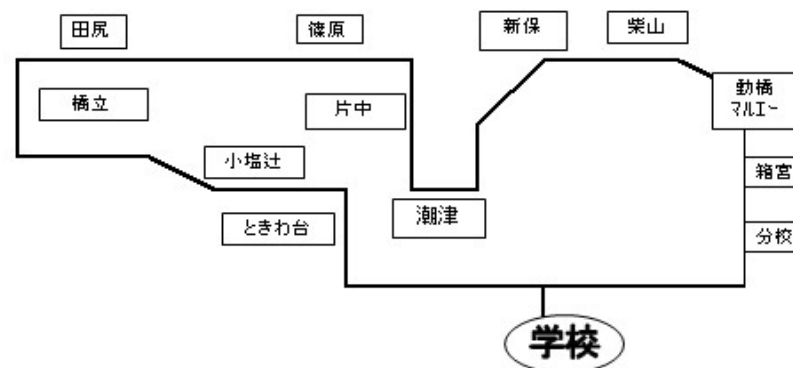 田尻
篠原
新保
柴山
橋立
片中
動橋
マルエー
小塩辻
箱宮
ときわ台
潮津
分校
学校